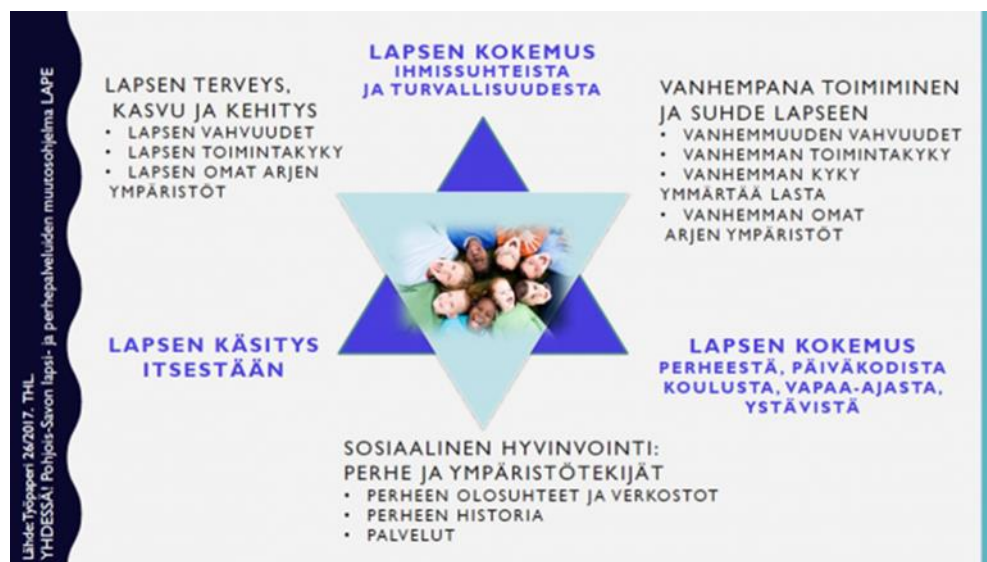 LAPSEN KOKEMUS
IHMISSUHTEISTA
JA TURVALLISUUDESTA
LAPSEN TERVEYS,
KASVU JA KEHITYS
• LAPSEN VAHVUUDET
• LAPSEN TOIMINTAKYKY
• LAPSEN OMAT ARJEN
YMPÄRISTÖT
VANHEMPANA TOIMIMINEN
JA SUHDE LAPSEEN
• VANHEMMUUDEN VAHVUUDET
• VANHEMMAN TOIMINTAKYKY
• VANHEMMAN KYKY
YMMÄRTÄÄ LASTA
• VANHEMMAN OMAT
ARJEN YMPÄRISTÖT
LAPSEN KÄSITYS
ITSESTÄÄN
LAPSEN KOKEMUS
PERHEESTÄ, PÄIVÄKODISTA
KOULUSTA, VAPAA-AJASTA,
YSTÄVISTÄ
SOSIAALINEN HYVINVOINTI:
PERHE JA YMPÄRISTÖTEKIJÄT
• PERHEEN OLOSUHTEET JA VERKOSTOT
• PERHEEN HISTORIA
• PALVELUT
Lähde: Työpaperi 26/2017. THL.
YHDESSÄ! Pohjois-Savon lapsi- ja perhepalveluiden muutosohjelma LAPE